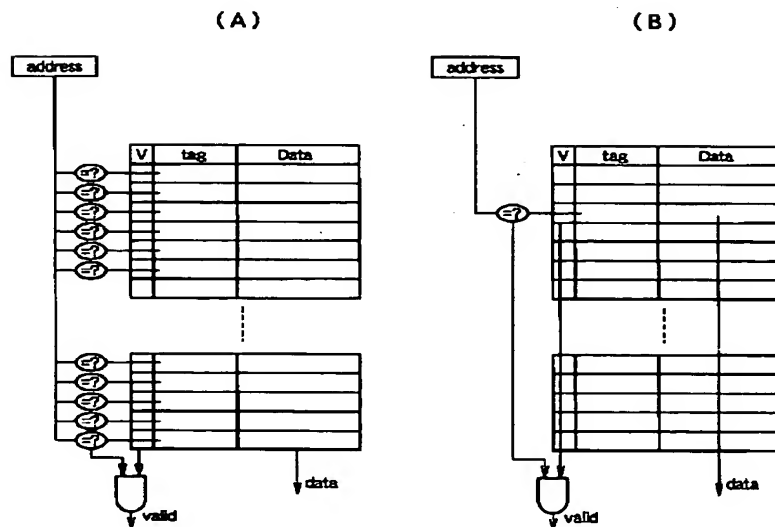 (A)
address
V tag Data
=?
=?
=?
=?
=?
=?
=?
=?
=?
=?
=?
data
valid
(B)
address
V tag Data
=?
data
valid